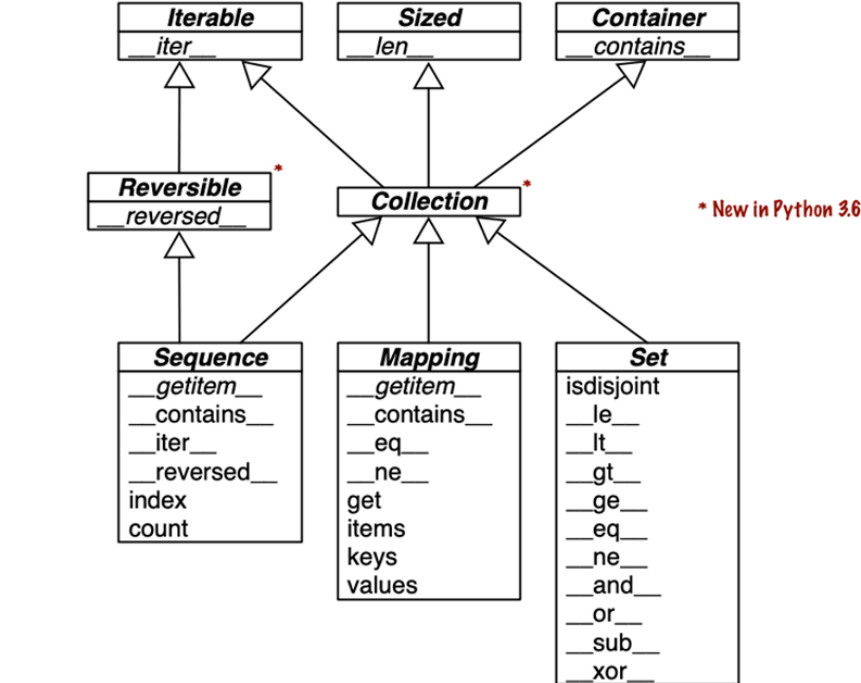 Iterable
__iter__
Sized
__len__
Container
__contains__
Reversible
__reversed__
*
Collection
*
* New in Python 3.6
Sequence
__getitem__
__contains__
__iter__
__reversed__
index
count
Mapping
__getitem__
__contains__
__eq__
__ne__
get
items
keys
values
Set
isdisjoint
__le__
__lt__
__gt__
__ge__
__eq__
__ne__
__and__
__or__
__sub__
__xor__